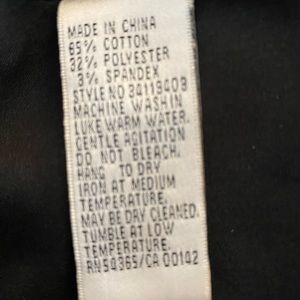 MADE IN CHINA
65% COTTON
32% POLYESTER
3% SPANDEX
STYLE NO 34119403
MACHINE WASH IN
LUKE WARM WATER.
GENTLE AGITATION
DO NOT BLEACH.
HANG TO DRY
IRON AT MEDIUM
TEMPERATURE.
MAY BE DRY CLEANED.
TUMBLE AT LOW
TEMPERATURE.
RN 54365/CA 00142